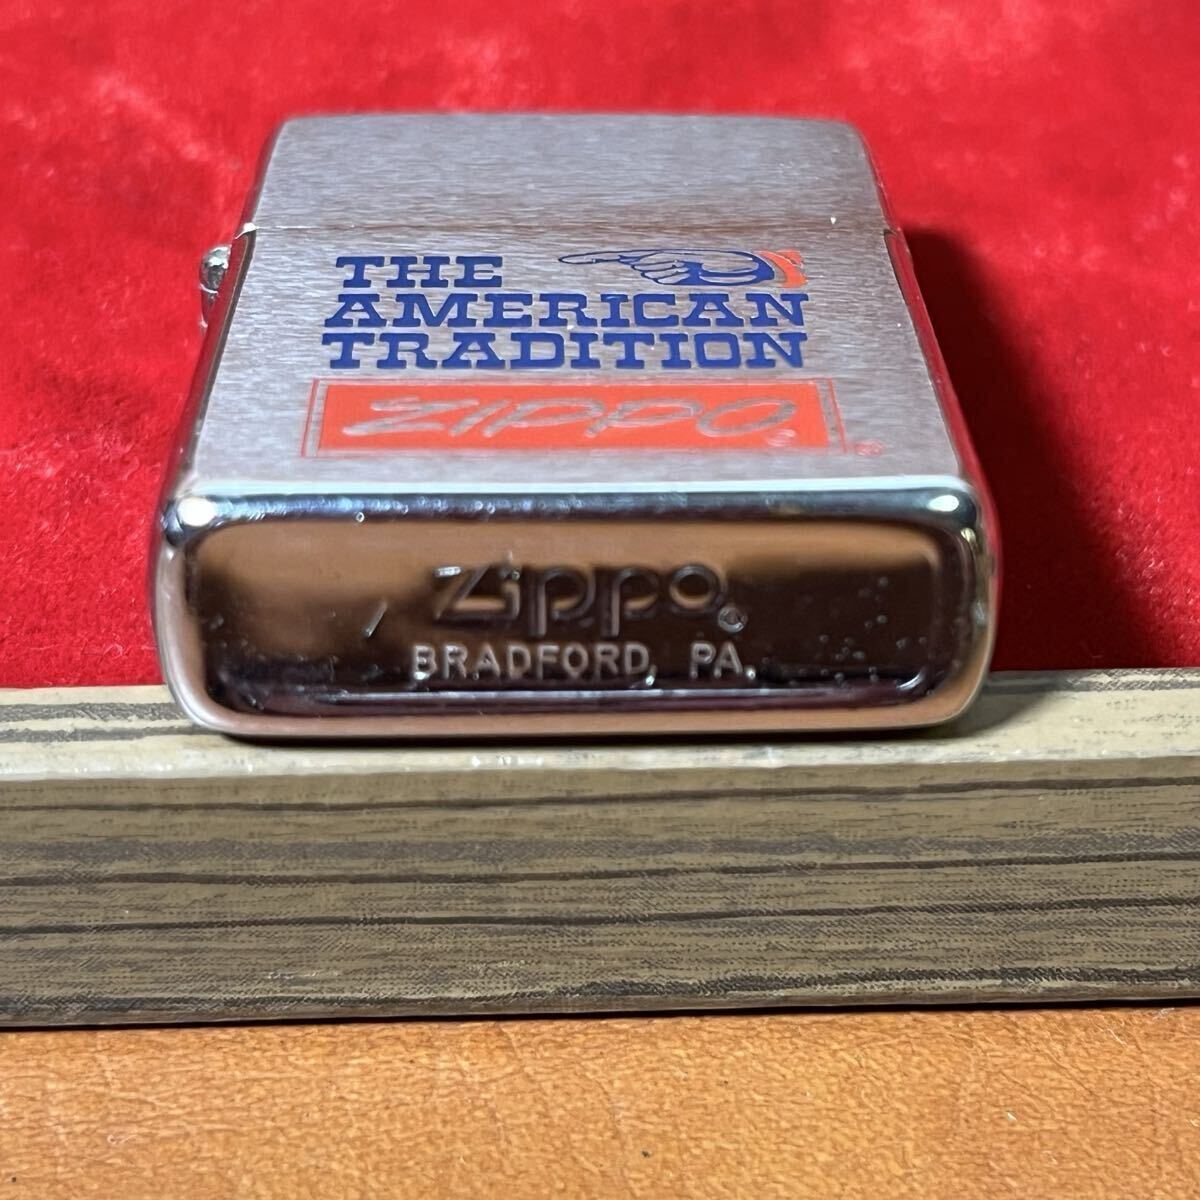 THE
AMERICAN
TRADITION
ZIPPO ®
Zippo ®
BRADFORD, PA.